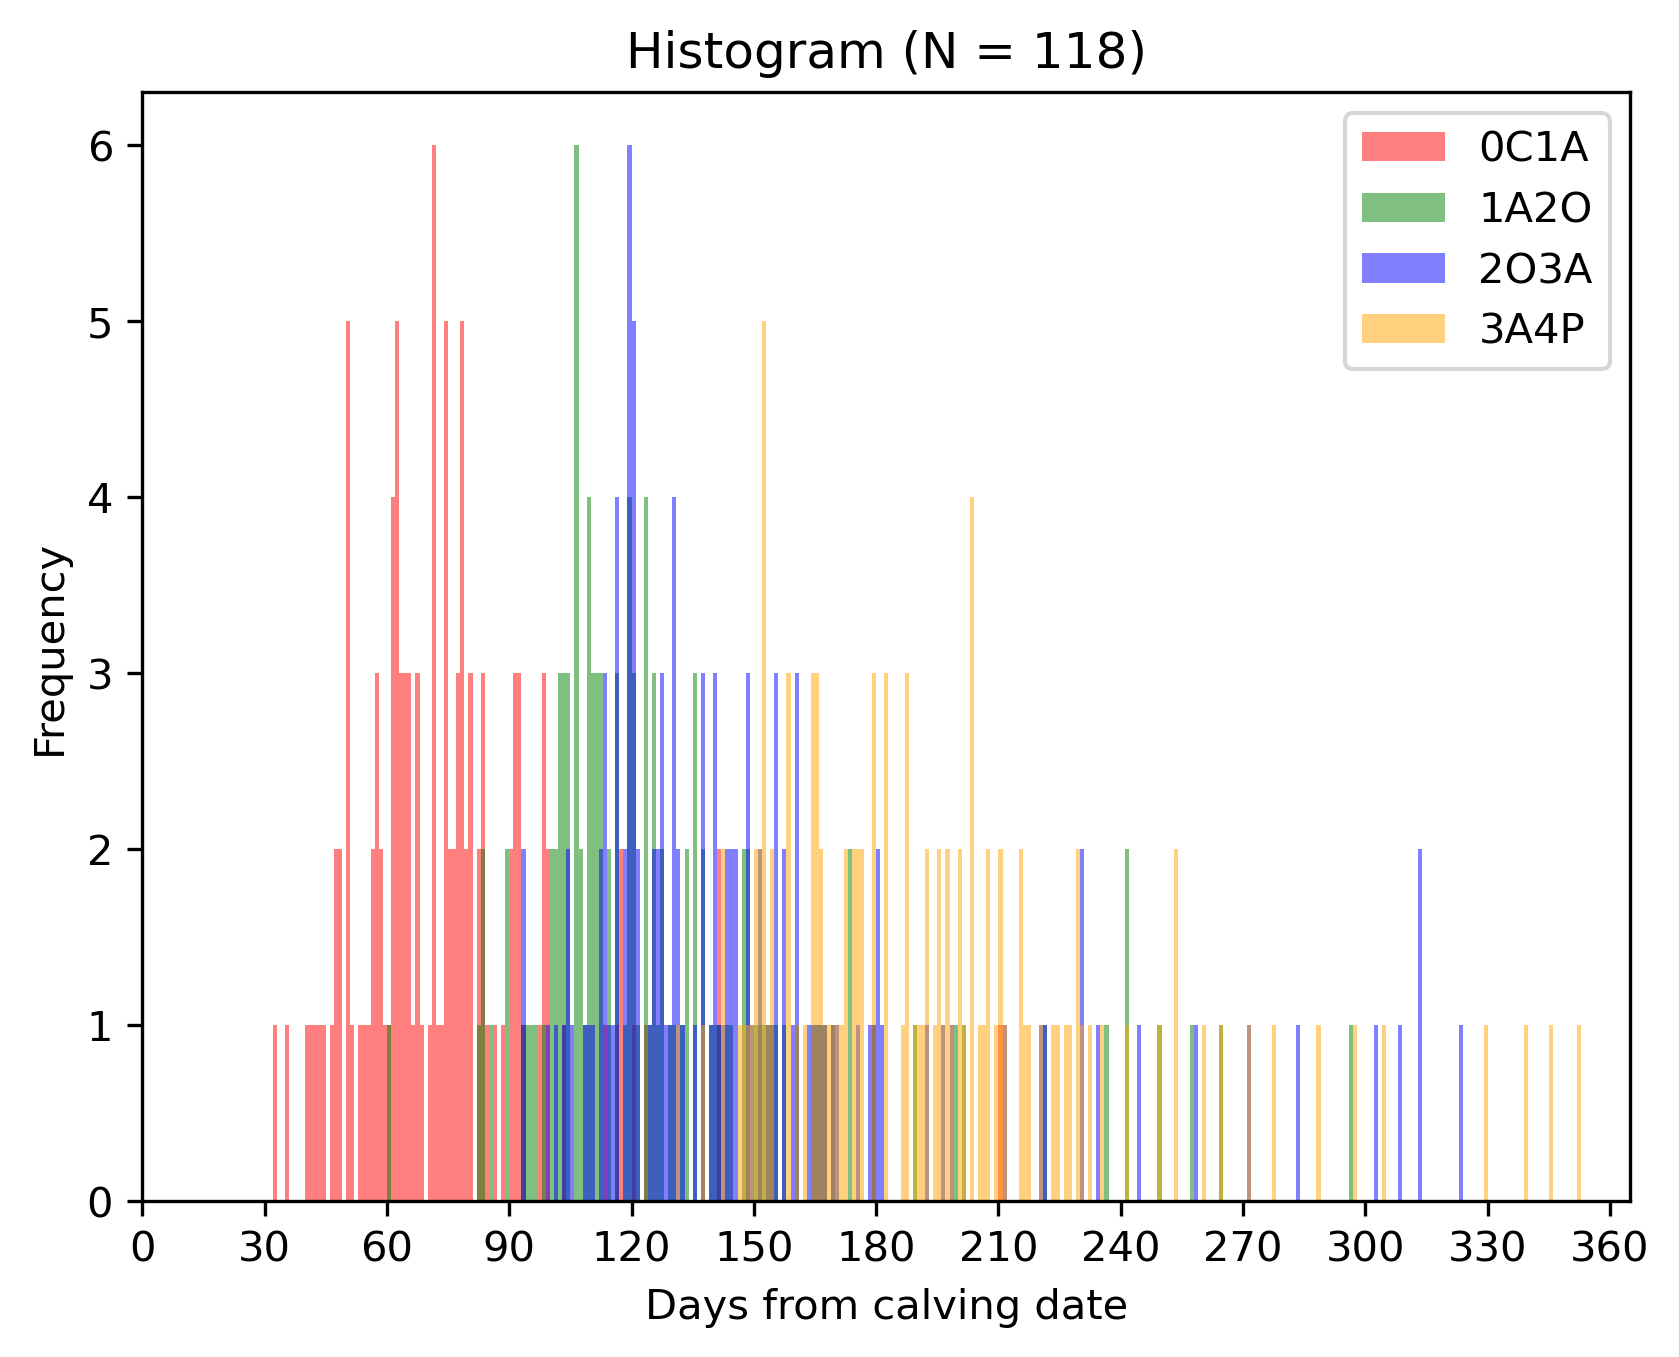 Histogram (N = 118)
0C1A
1A2O
2O3A
3A4P
Frequency
6
5
4
3
2
1
0
0 30 60 90 120 150 180 210 240 270 300 330 360
Days from calving date